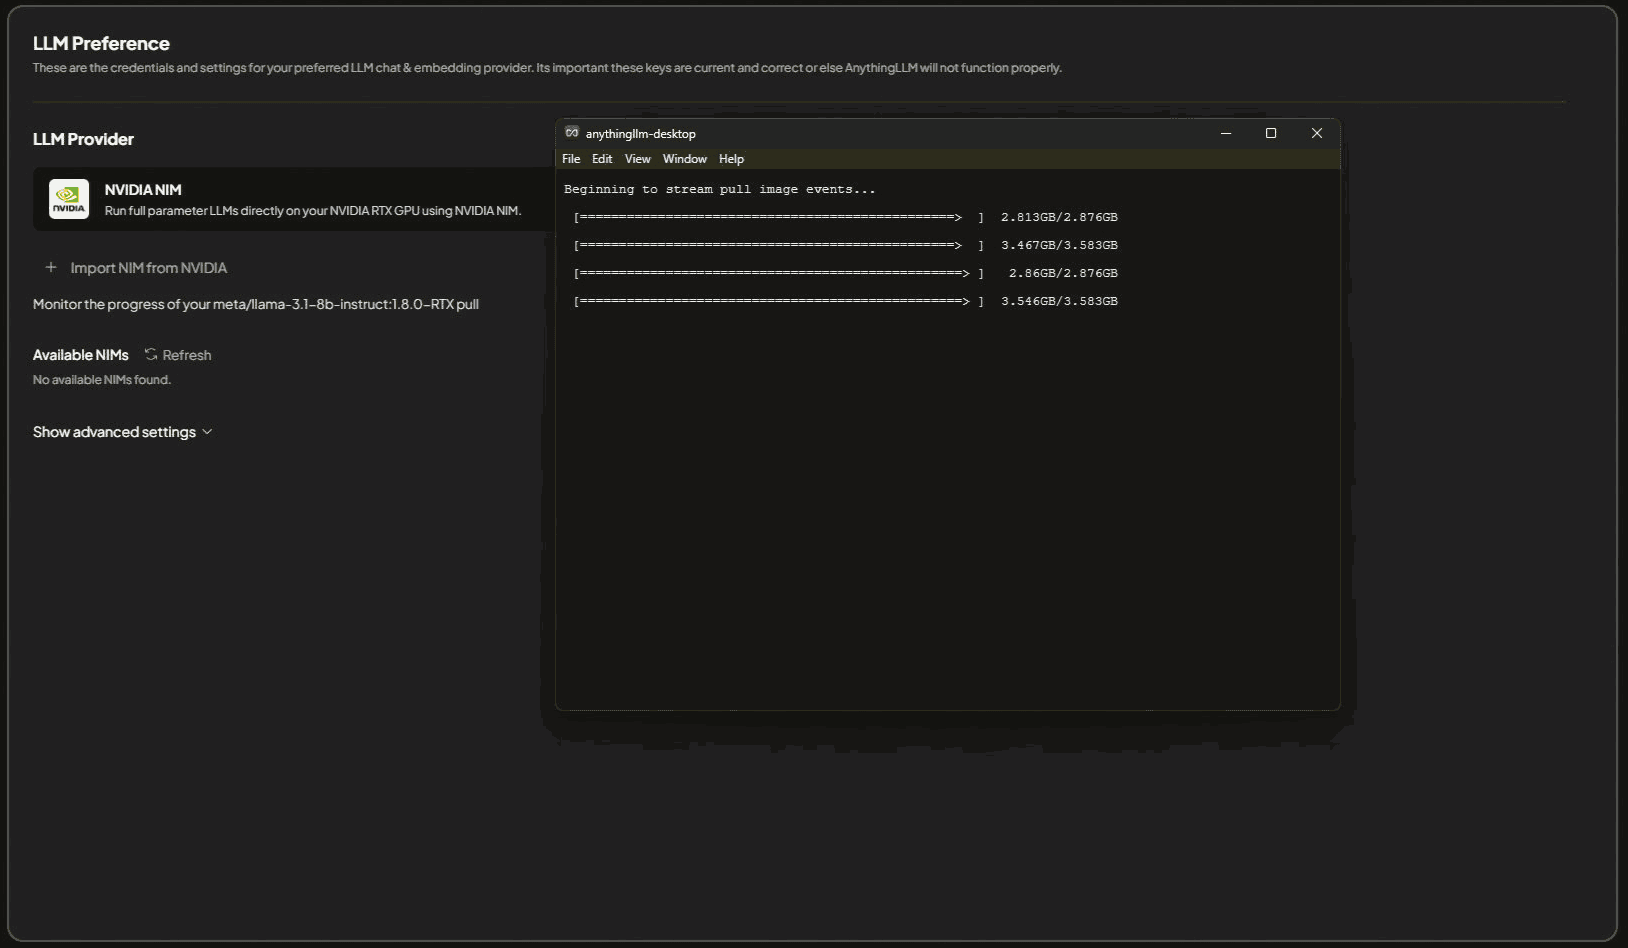 LLM Preference
These are the credentials and settings for your preferred LLM chat & embedding provider. Its important these keys are current and correct or else AnythingLLM will not function properly.
LLM Provider
NVIDIA
NVIDIA NIM
Run full parameter LLMs directly on your NVIDIA RTX GPU using NVIDIA NIM.
+ Import NIM from NVIDIA
Monitor the progress of your meta/llama-3.1-8b-instruct:1.8.0-RTX pull
Available NIMs Refresh
No available NIMs found.
Show advanced settings
anythingllm-desktop
File Edit View Window Help
Beginning to stream pull image events...
[================================================> ] 2.813GB/2.876GB
[================================================> ] 3.467GB/3.583GB
[=================================================> ] 2.86GB/2.876GB
[=================================================> ] 3.546GB/3.583GB